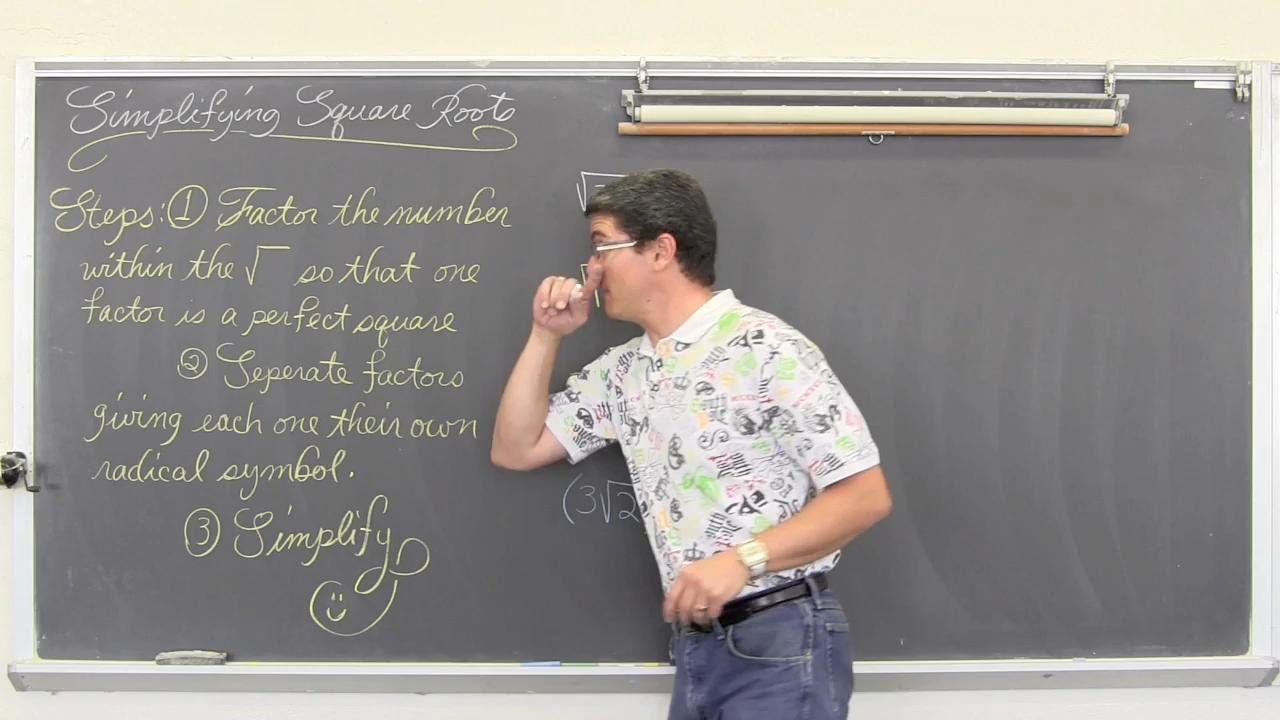 Simplifying Square Roots
Steps: ① Factor the number
within the √ so that one
factor is a perfect square
② Seperate factors
giving each one their own
radical symbol.
③ Simplify
(3√2